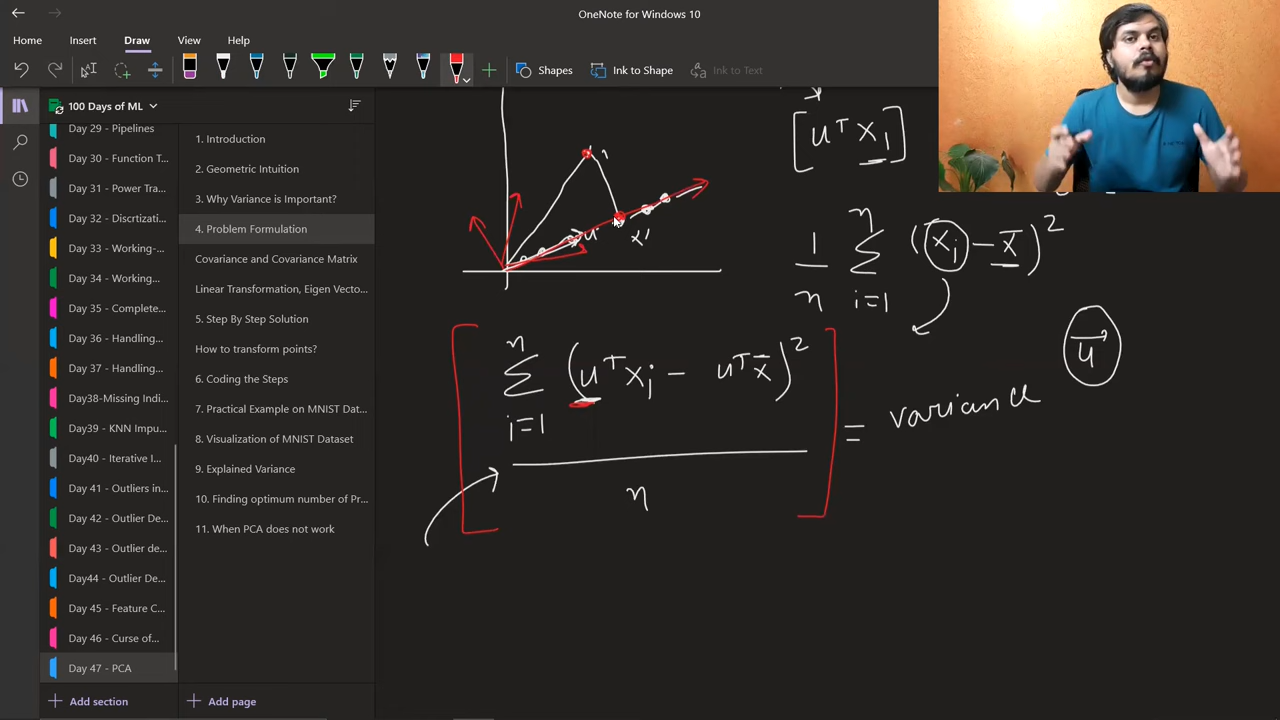 OneNote for Windows 10
Home Insert Draw View Help
Shapes Ink to Shape Ink to Text
100 Days of ML
Day 29 - Pipelines
Day 30 - Function T...
Day 31 - Power Tra...
Day 32 - Discrtizati...
Day 33 - Working-...
Day 34 - Working...
Day 35 - Complete...
Day 36 - Handling...
Day 37 - Handling...
Day38-Missing Indi...
Day39 - KNN Impu...
Day40 - Iterative I...
Day 41 - Outliers in...
Day 42 - Outlier De...
Day 43 - Outlier de...
Day44 - Outlier De...
Day 45 - Feature C...
Day 46 - Curse of...
Day 47 - PCA
Add section
1. Introduction
2. Geometric Intuition
3. Why Variance is Important?
4. Problem Formulation
Covariance and Covariance Matrix
Linear Transformation, Eigen Vecto...
5. Step By Step Solution
How to transform points?
6. Coding the Steps
7. Practical Example on MNIST Dat...
8. Visualization of MNIST Dataset
9. Explained Variance
10. Finding optimum number of Pr...
11. When PCA does not work
Add page
[uᵀ x₁]
u x'
1/n Σ i=1 n (xᵢ - x̄)²
[Σ i=1 n (uᵀxᵢ - uᵀx̄)² / n] = variance
u⃗